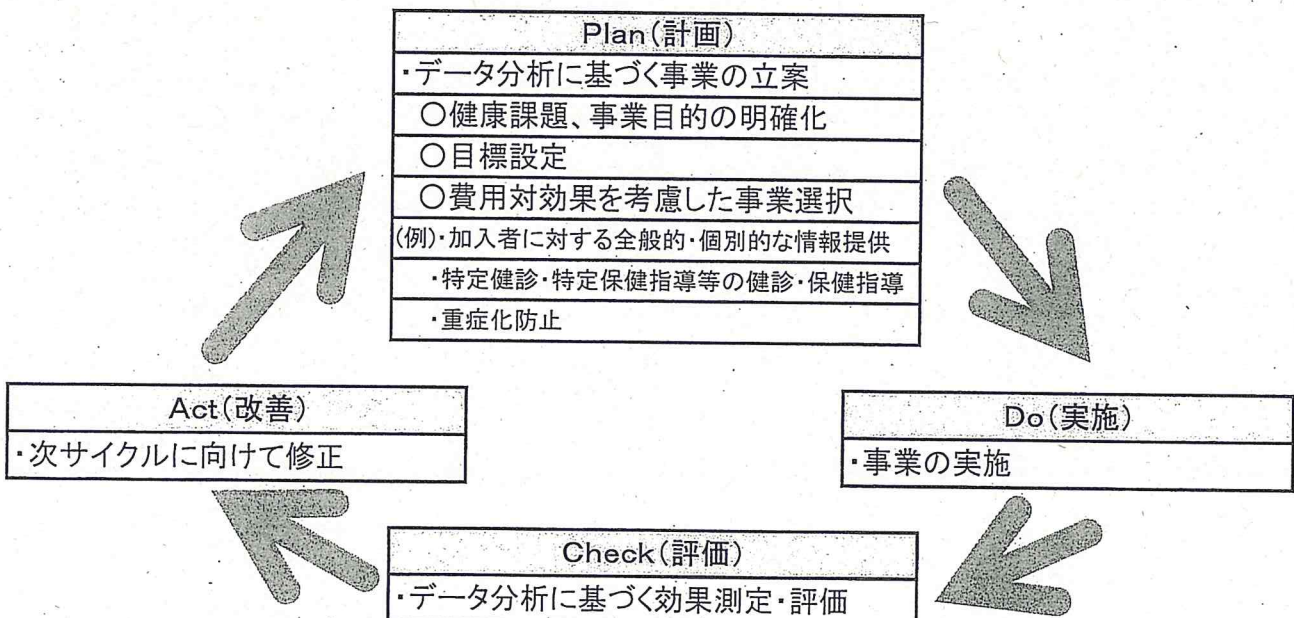 Plan(計画)
・データ分析に基づく事業の立案
○健康課題、事業目的の明確化
○目標設定
○費用対効果を考慮した事業選択
(例)・加入者に対する全般的・個別的な情報提供
・特定健診・特定保健指導等の健診・保健指導
・重症化防止
Do(実施)
・事業の実施
Check(評価)
・データ分析に基づく効果測定・評価
Act(改善)
・次サイクルに向けて修正